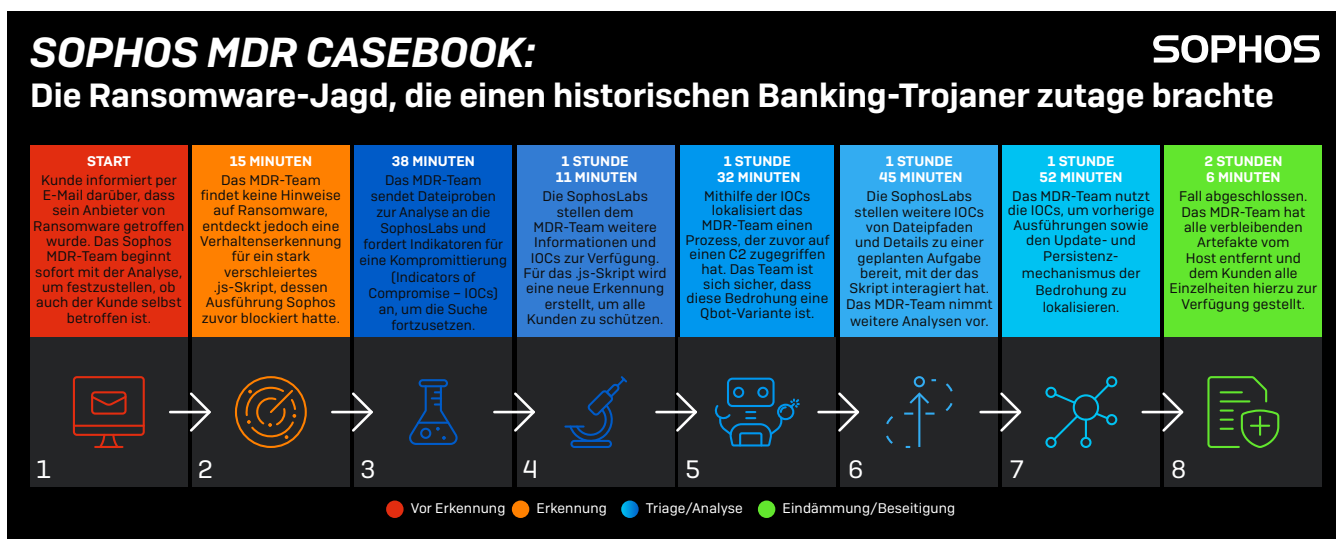 SOPHOS MDR CASEBOOK:
SOPHOS
Die Ransomware-Jagd, die einen historischen Banking-Trojaner zutage brachte
START
Kunde informiert per
E-Mail darüber, dass
sein Anbieter von
Ransomware getroffen
wurde. Das Sophos
MDR-Team beginnt
sofort mit der Analyse,
um festzustellen, ob
auch der Kunde selbst
betroffen ist.
15 MINUTEN
Das MDR-Team
findet keine Hinweise
auf Ransomware,
entdeckt jedoch eine
Verhaltenserkennung
für ein stark
verschleiertes
.js-Skript, dessen
Ausführung Sophos
zuvor blockiert hatte.
38 MINUTEN
Das MDR-Team
sendet Dateiproben
zur Analyse an die
SophosLabs und
fordert Indikatoren für
eine Kompromittierung
(Indicators of
Compromise – IOCs)
an, um die Suche
fortzusetzen.
1 STUNDE
11 MINUTEN
Die SophosLabs
stellen dem
MDR-Team weitere
Informationen und
IOCs zur Verfügung.
Für das .js-Skript wird
eine neue Erkennung
erstellt, um alle
Kunden zu schützen.
1 STUNDE
32 MINUTEN
Mithilfe der IOCs
lokalisiert das
MDR-Team einen
Prozess, der zuvor auf
einen C2 zugegriffen
hat. Das Team ist
sich sicher, dass
diese Bedrohung eine
Qbot-Variante ist.
1 STUNDE
45 MINUTEN
Die SophosLabs
stellen weitere IOCs
von Dateipfaden
und Details zu einer
geplanten Aufgabe
bereit, mit der das
Skript interagiert hat.
Das MDR-Team nimmt
weitere Analysen vor.
1 STUNDE
52 MINUTEN
Das MDR-Team nutzt
die IOCs, um vorherige
Ausführungen sowie
den Update- und
Persistenz-
mechanismus der
Bedrohung zu
lokalisieren.
2 STUNDEN
6 MINUTEN
Fall abgeschlossen.
Das MDR-Team hat
alle verbleibenden
Artefakte vom
Host entfernt und
dem Kunden alle
Einzelheiten hierzu zur
Verfügung gestellt.
1
2
3
4
5
6
7
8
Vor Erkennung
Erkennung
Triage/Analyse
Eindämmung/Beseitigung